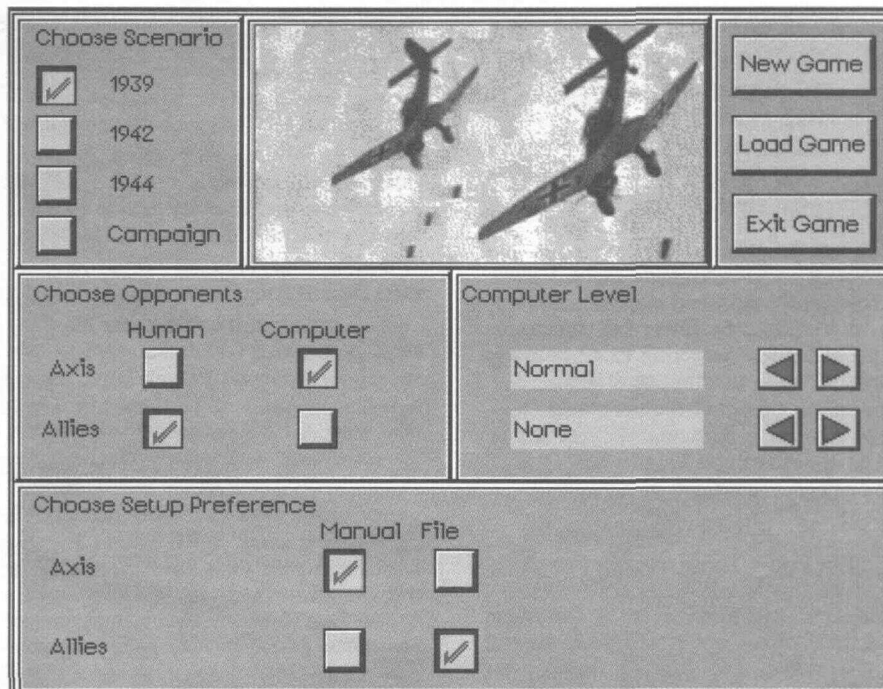 Choose Scenario
1939
1942
1944
Campaign
New Game
Load Game
Exit Game
Choose Opponents
Human Computer
Axis
Allies
Computer Level
Normal
None
Choose Setup Preference
Manual File
Axis
Allies